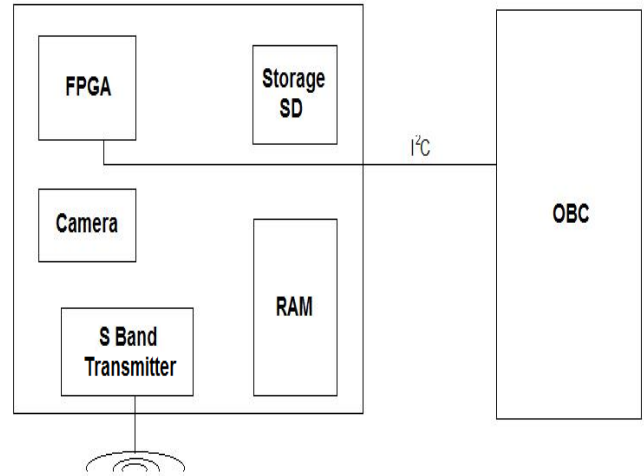 FPGA
Storage
SD
I²C
Camera
OBC
RAM
S Band
Transmitter